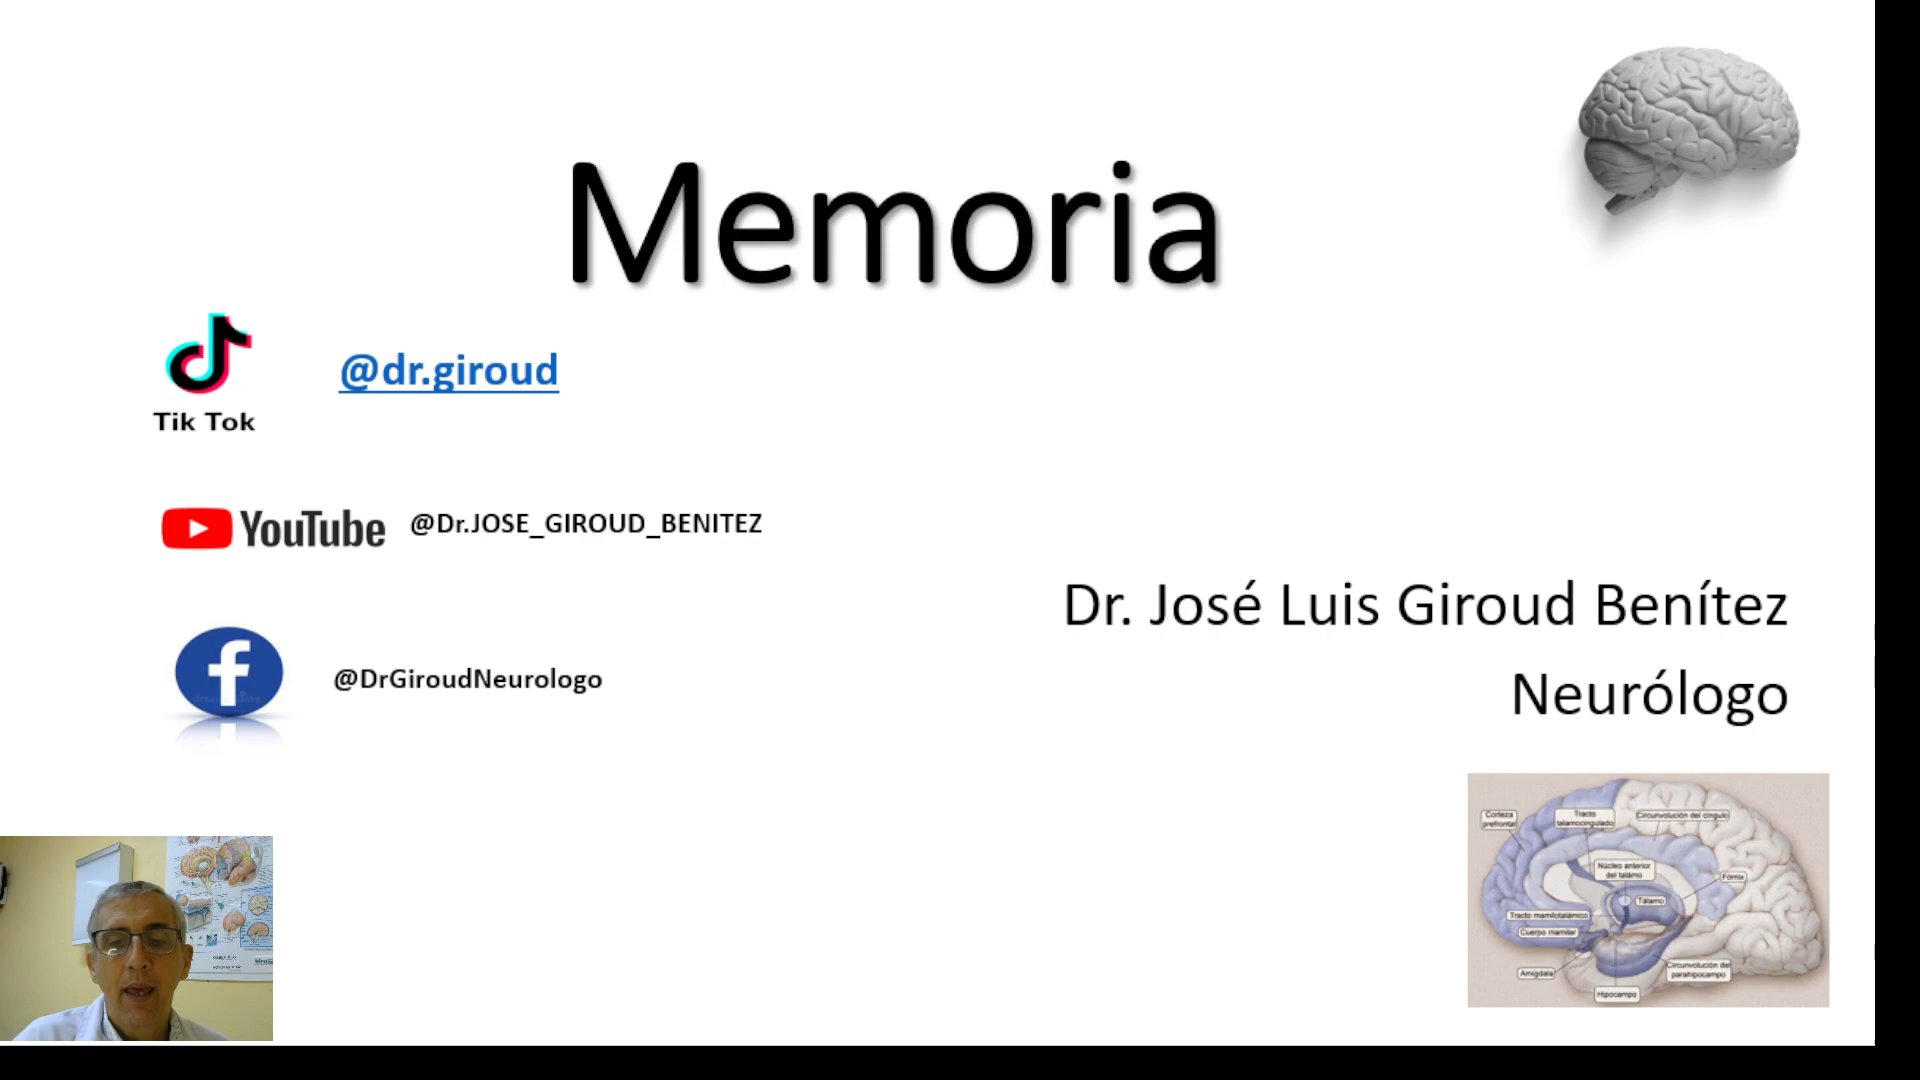 Memoria
Tik Tok
@dr.giroud
YouTube
@Dr.JOSE_GIROUD_BENITEZ
@DrGiroudNeurologo
Dr. José Luis Giroud Benítez
Neurólogo
Corteza
prefrontal
Tracto
talamocingulado
Circunvolución del cíngulo
Núcleo anterior
del tálamo
Fórnix
Tálamo
Tracto mamilotalámico
Cuerpo mamilar
Amígdala
Circunvolución del
parahipocampo
Hipocampo